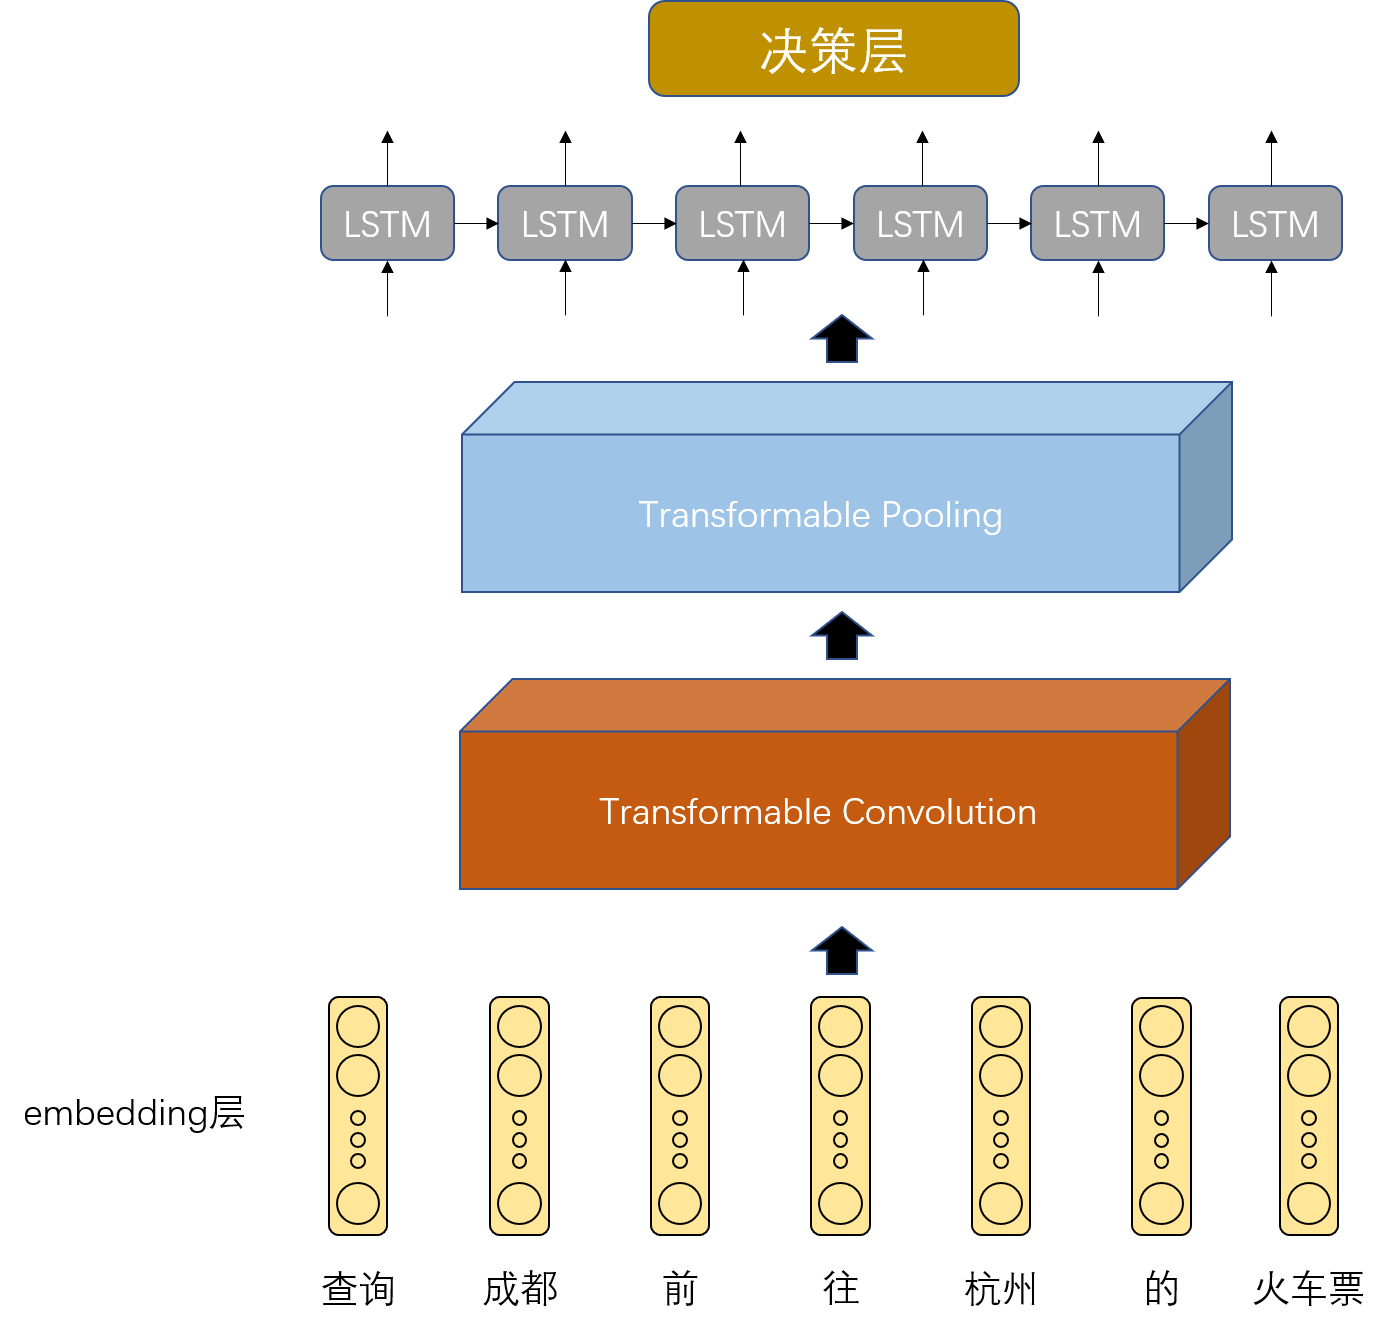 决策层
LSTM LSTM LSTM LSTM LSTM LSTM
Transformable Pooling
Transformable Convolution
embedding层
查询 成都 前 往 杭州 的 火车票